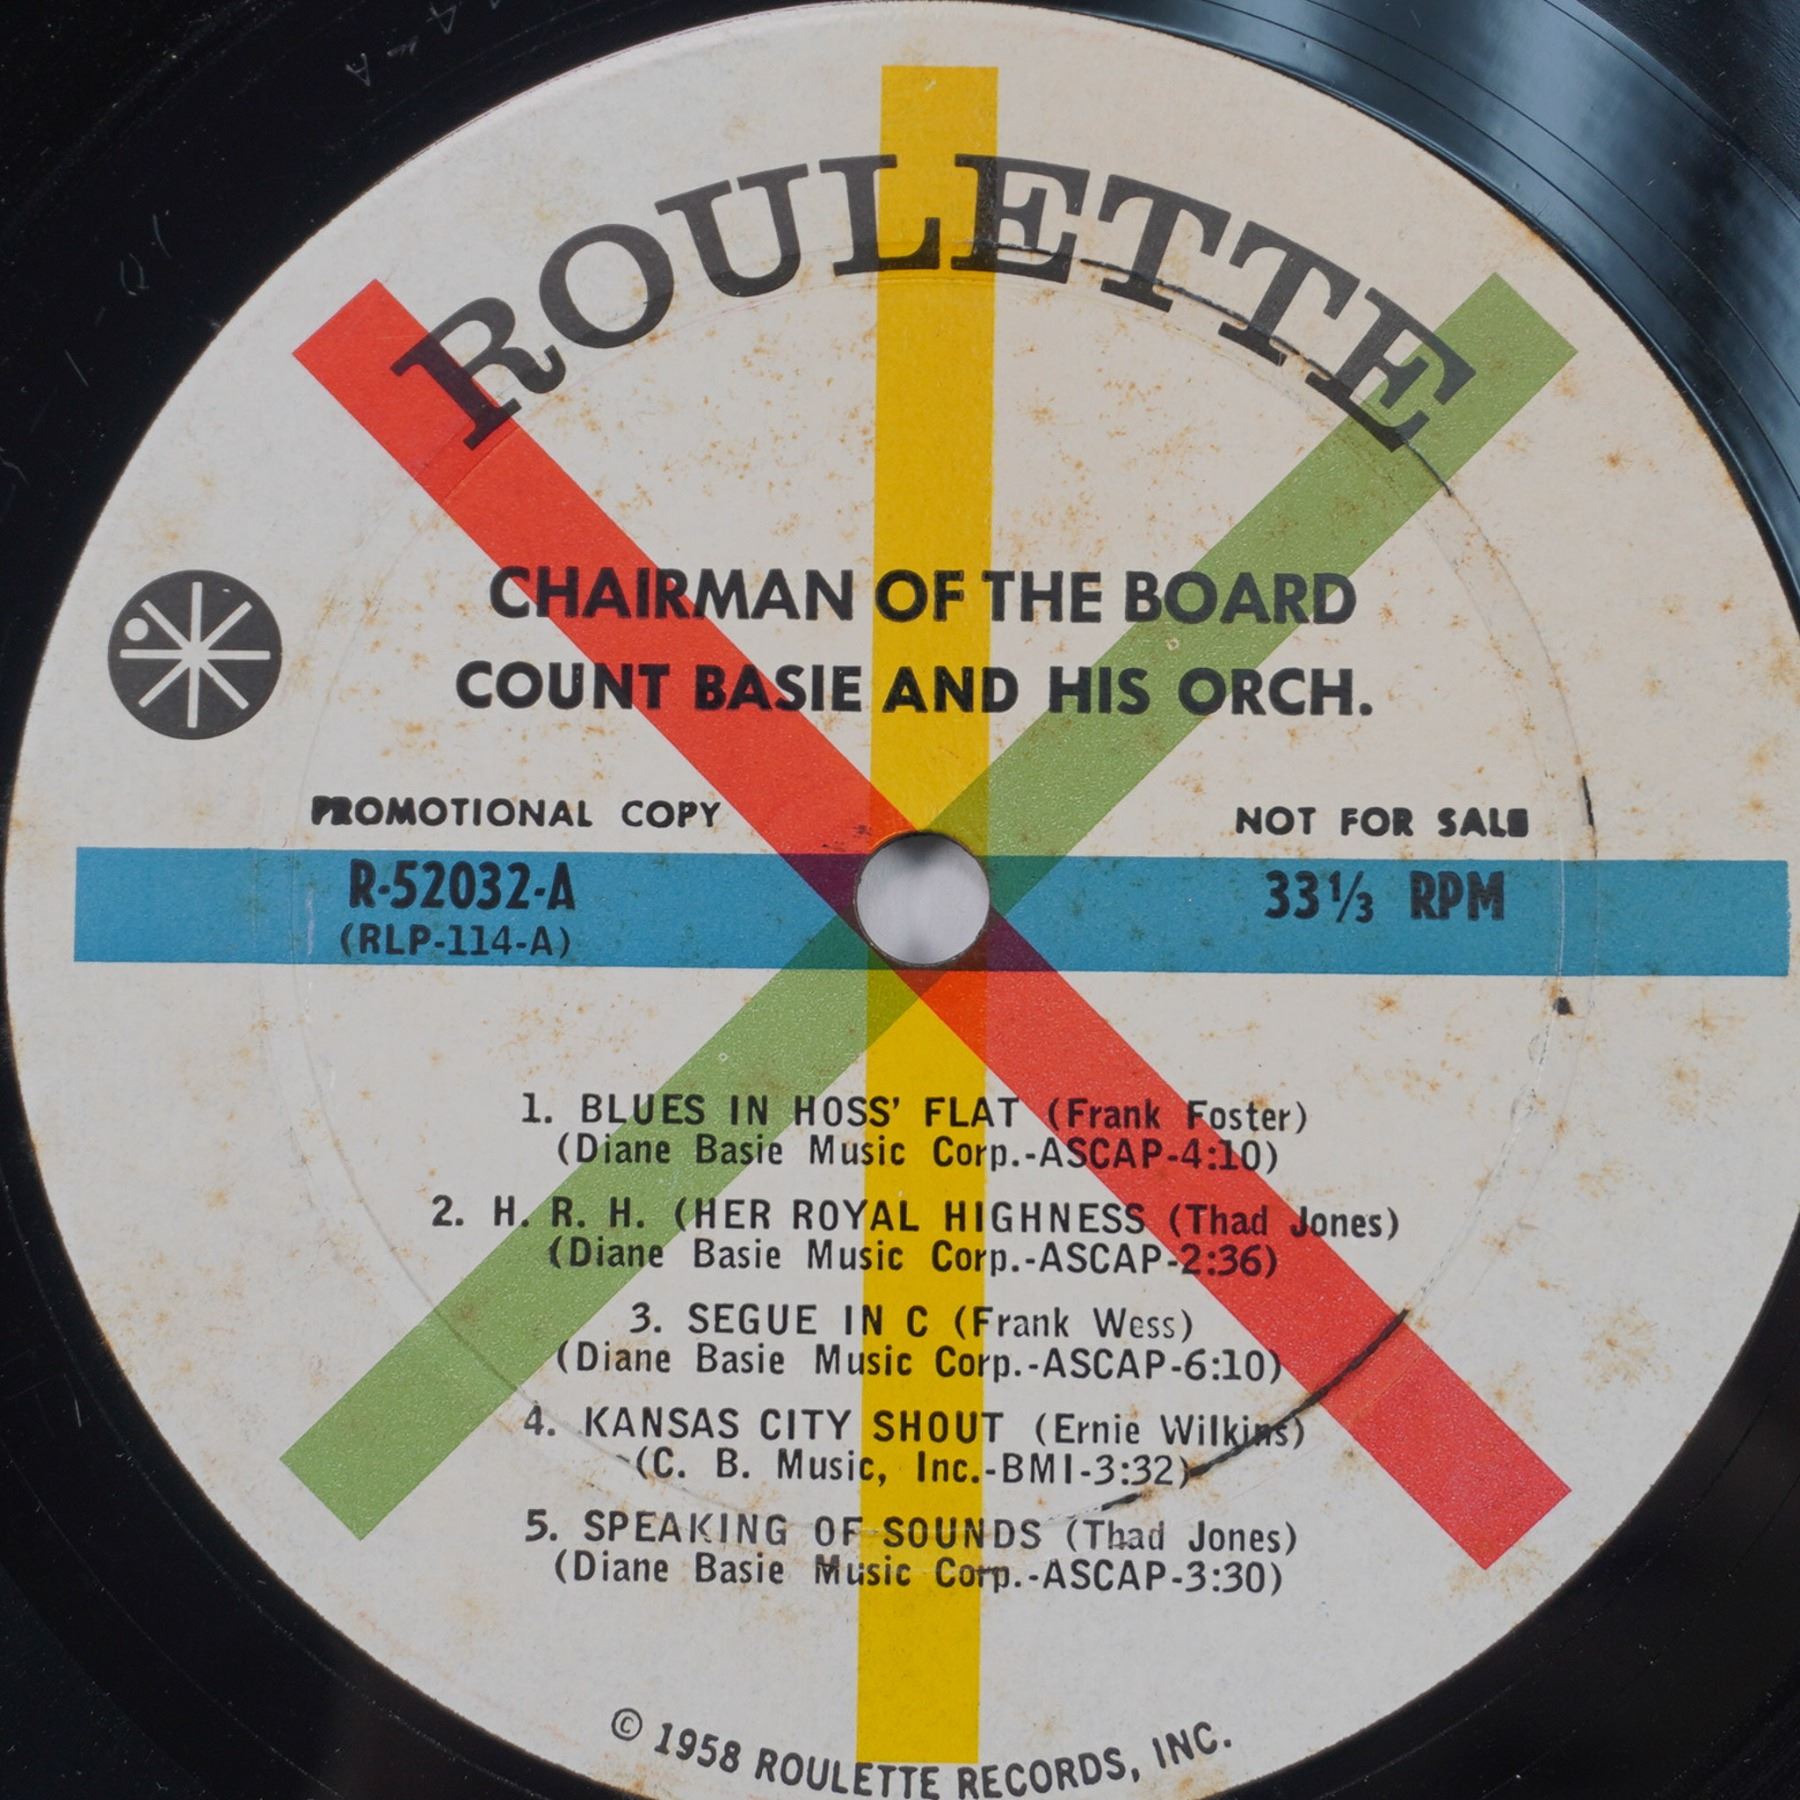 ROULETTE
CHAIRMAN OF THE BOARD
COUNT BASIE AND HIS ORCH.
PROMOTIONAL COPY
NOT FOR SALE
R-52032-A
33⅓ RPM
(RLP-114-A)
1. BLUES IN HOSS' FLAT (Frank Foster)
(Diane Basie Music Corp.-ASCAP-4:10)
2. H. R. H. (HER ROYAL HIGHNESS (Thad Jones)
(Diane Basie Music Corp.-ASCAP-2:36)
3. SEGUE IN C (Frank Wess)
(Diane Basie Music Corp.-ASCAP-6:10)
4. KANSAS CITY SHOUT (Ernie Wilkins)
(C. B. Music, Inc.-BMI-3:32)
5. SPEAKING OF SOUNDS (Thad Jones)
(Diane Basie Music Corp.-ASCAP-3:30)
© 1958 ROULETTE RECORDS, INC.